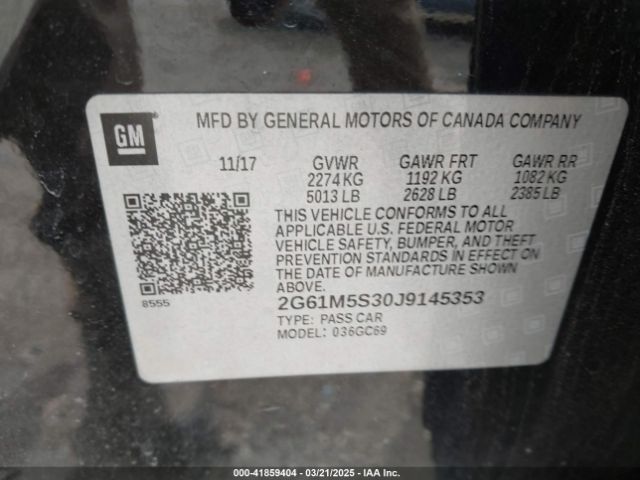 GM
MFD BY GENERAL MOTORS OF CANADA COMPANY
11/17 GVWR GAWR FRT GAWR RR
2274 KG 1192 KG 1082 KG
5013 LB 2628 LB 2385 LB
THIS VEHICLE CONFORMS TO ALL
APPLICABLE U.S. FEDERAL MOTOR
VEHICLE SAFETY, BUMPER, AND THEFT
PREVENTION STANDARDS IN EFFECT ON
THE DATE OF MANUFACTURE SHOWN
ABOVE.
8555
2G61M5S30J9145353
TYPE: PASS CAR
MODEL: 036GC69
000-41859404 / 03/21/2025 - IAA Inc.